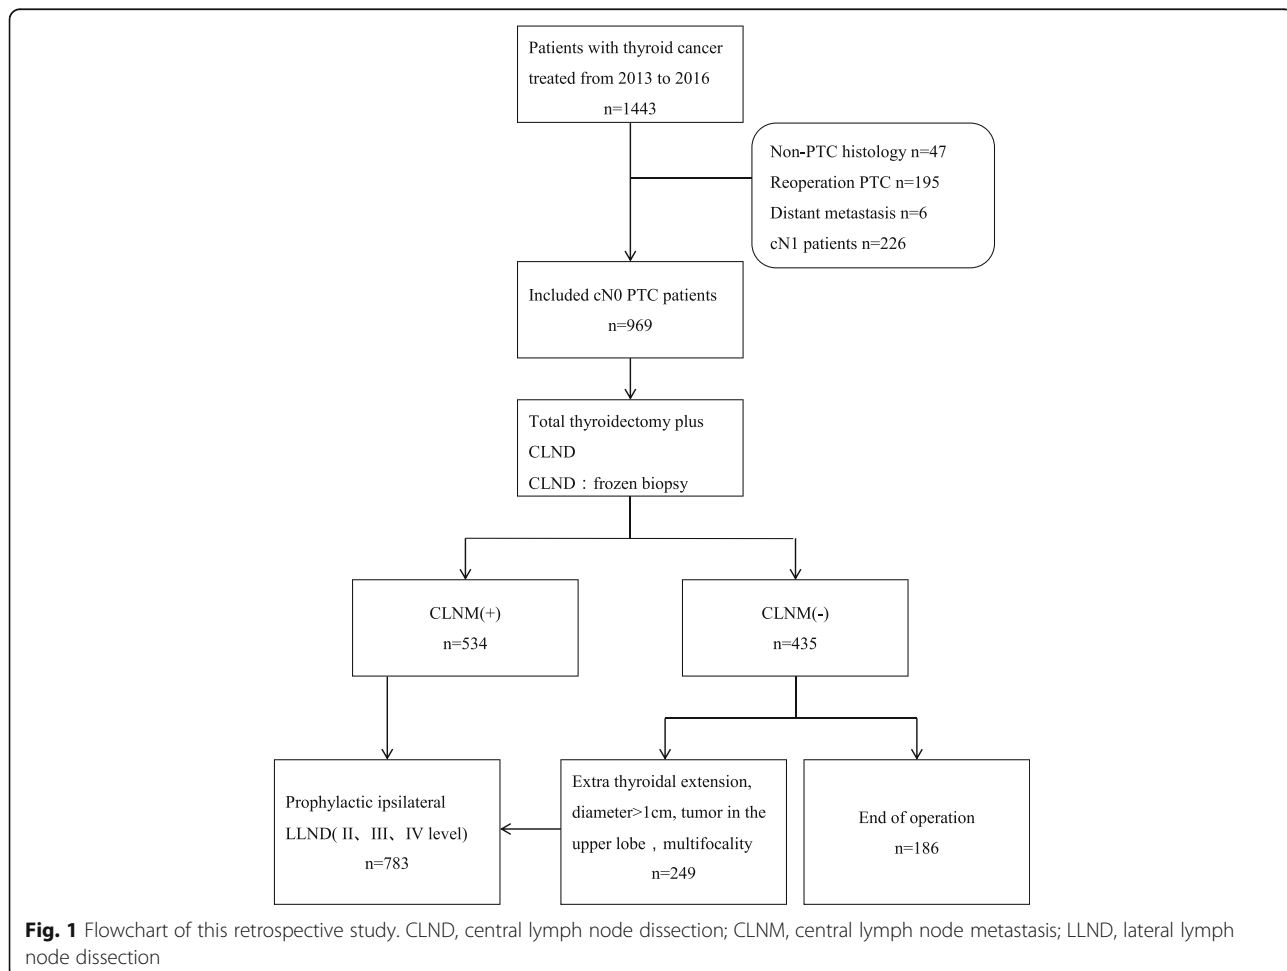 Patients with thyroid cancer
treated from 2013 to 2016
n=1443
Non-PTC histology n=47
Reoperation PTC n=195
Distant metastasis n=6
cN1 patients n=226
Included cN0 PTC patients
n=969
Total thyroidectomy plus
CLND
CLND：frozen biopsy
CLNM(+)
n=534
CLNM(-)
n=435
Prophylactic ipsilateral
LLND( II、III、IV level)
n=783
Extra thyroidal extension,
diameter>1cm, tumor in the
upper lobe，multifocality
n=249
End of operation
n=186
Fig. 1 Flowchart of this retrospective study. CLND, central lymph node dissection; CLNM, central lymph node metastasis; LLND, lateral lymph
node dissection